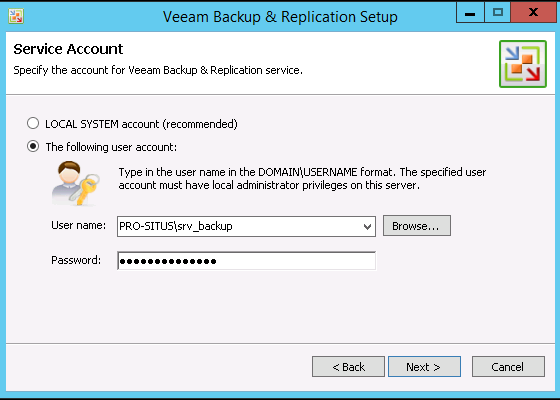 Veeam Backup & Replication Setup
Service Account
Specify the account for Veeam Backup & Replication service.
LOCAL SYSTEM account (recommended)
The following user account:
Type in the user name in the DOMAIN\USERNAME format. The specified user
account must have local administrator privileges on this server.
User name: PRO-SITUS\srv_backup Browse...
Password: ●●●●●●●●●●●●●●
< Back Next > Cancel